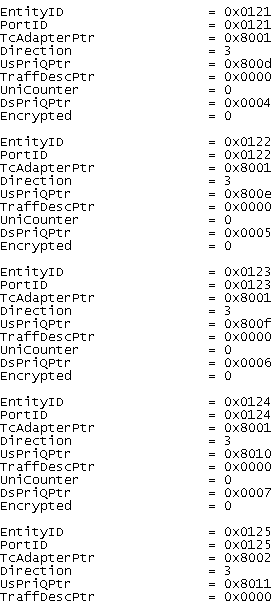 EntityID = 0x0121
PortID = 0x0121
TcAdapterPtr = 0x8001
Direction = 3
UsPriQPtr = 0x800d
TraffDescPtr = 0x0000
UniCounter = 0
DsPriQPtr = 0x0004
Encrypted = 0
EntityID = 0x0122
PortID = 0x0122
TcAdapterPtr = 0x8001
Direction = 3
UsPriQPtr = 0x800e
TraffDescPtr = 0x0000
UniCounter = 0
DsPriQPtr = 0x0005
Encrypted = 0
EntityID = 0x0123
PortID = 0x0123
TcAdapterPtr = 0x8001
Direction = 3
UsPriQPtr = 0x800f
TraffDescPtr = 0x0000
UniCounter = 0
DsPriQPtr = 0x0006
Encrypted = 0
EntityID = 0x0124
PortID = 0x0124
TcAdapterPtr = 0x8001
Direction = 3
UsPriQPtr = 0x8010
TraffDescPtr = 0x0000
UniCounter = 0
DsPriQPtr = 0x0007
Encrypted = 0
EntityID = 0x0125
PortID = 0x0125
TcAdapterPtr = 0x8002
Direction = 3
UsPriQPtr = 0x8011
TraffDescPtr = 0x0000